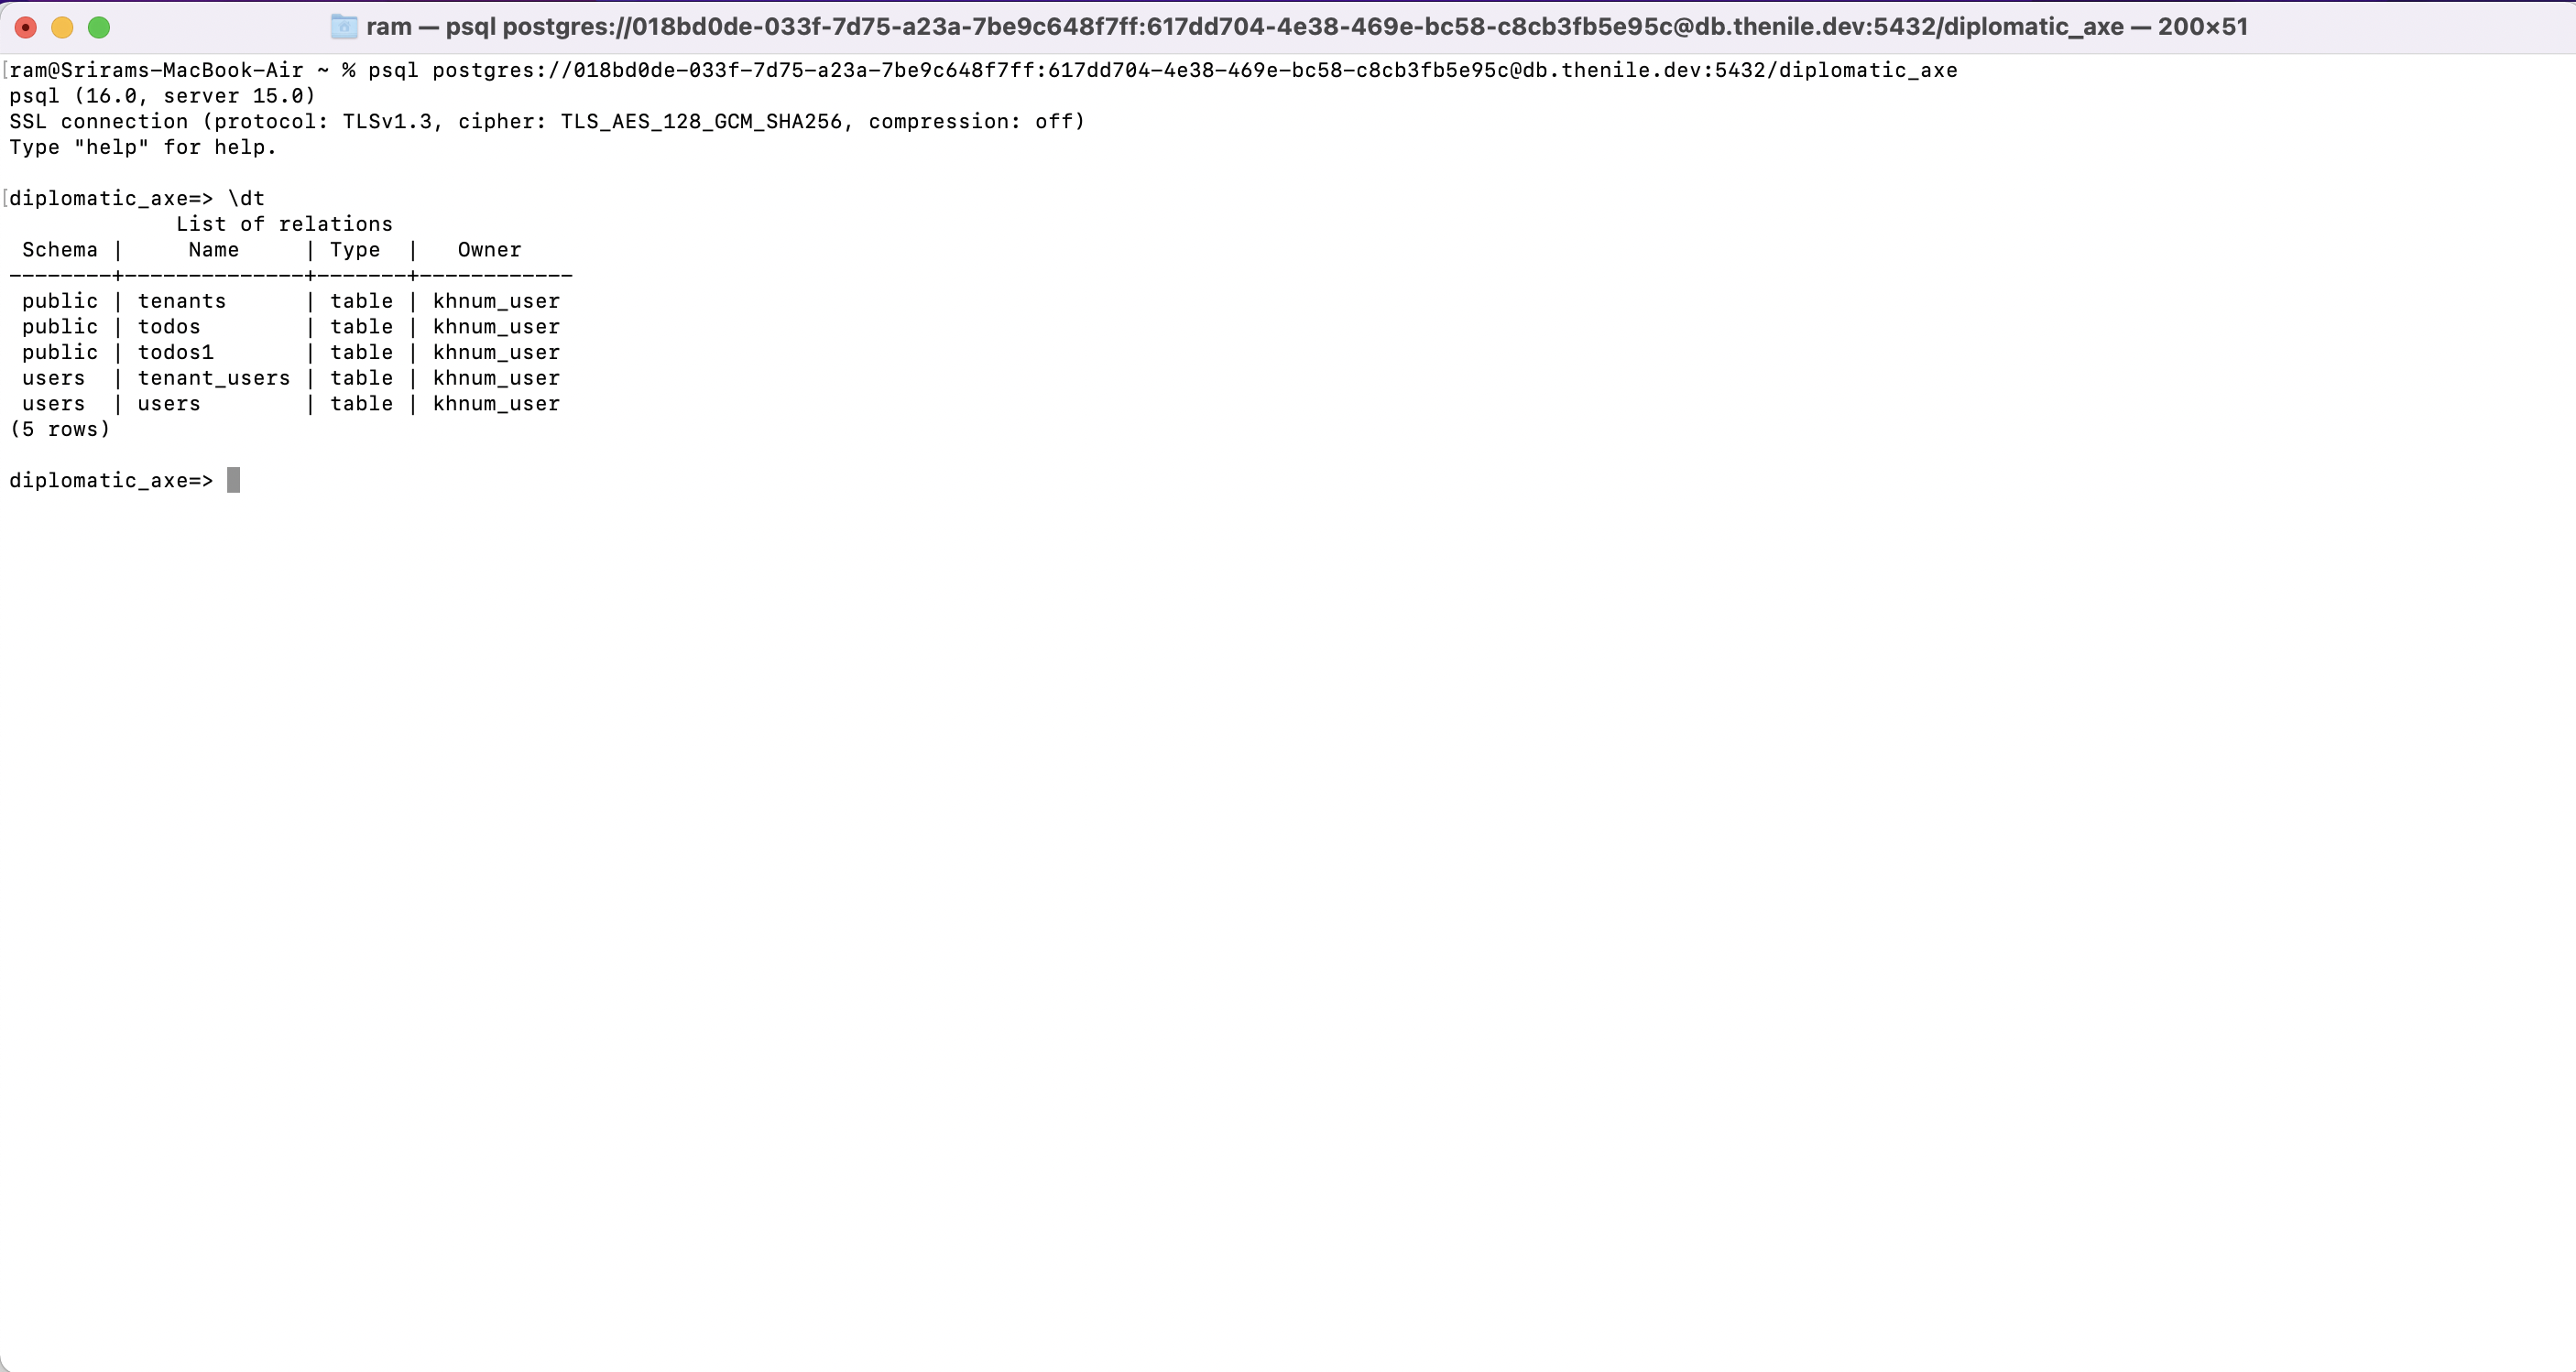 ram — psql postgres://018bd0de-033f-7d75-a23a-7be9c648f7ff:617dd704-4e38-469e-bc58-c8cb3fb5e95c@db.thenile.dev:5432/diplomatic_axe — 200×51
[ram@Srirams-MacBook-Air ~ % psql postgres://018bd0de-033f-7d75-a23a-7be9c648f7ff:617dd704-4e38-469e-bc58-c8cb3fb5e95c@db.thenile.dev:5432/diplomatic_axe
psql (16.0, server 15.0)
SSL connection (protocol: TLSv1.3, cipher: TLS_AES_128_GCM_SHA256, compression: off)
Type "help" for help.
[diplomatic_axe=> \dt
             List of relations
 Schema |     Name     | Type  |   Owner
--------+--------------+-------+------------
 public | tenants      | table | khnum_user
 public | todos        | table | khnum_user
 public | todos1       | table | khnum_user
 users  | tenant_users | table | khnum_user
 users  | users        | table | khnum_user
(5 rows)
diplomatic_axe=>